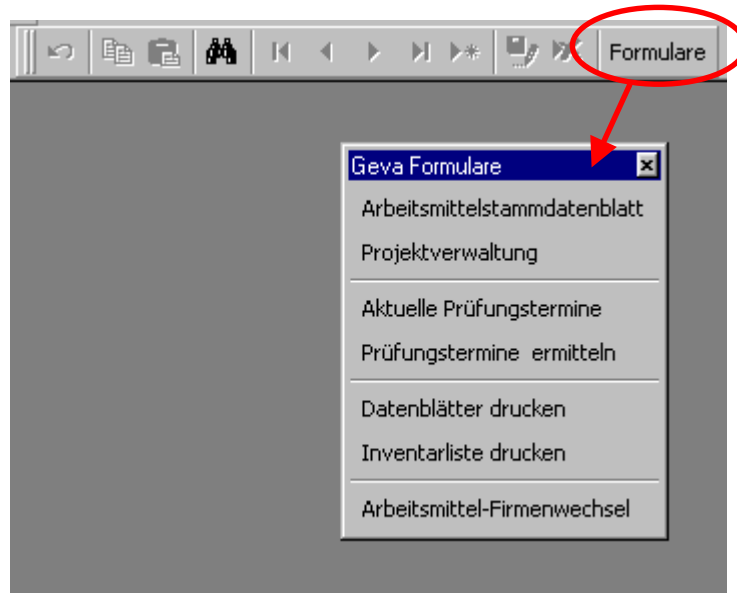 Formulare
Geva Formulare
Arbeitsmittelstammdatenblatt
Projektverwaltung
Aktuelle Prüfungstermine
Prüfungstermine  ermitteln
Datenblätter drucken
Inventarliste drucken
Arbeitsmittel-Firmenwechsel